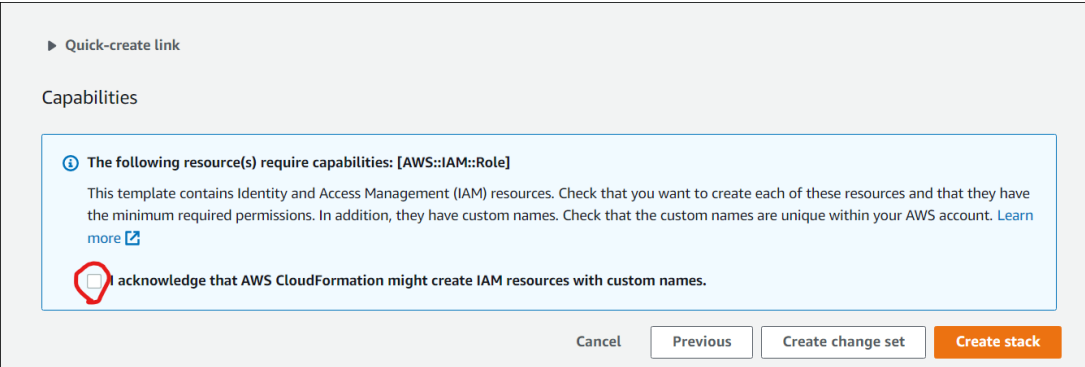 Quick-create link
Capabilities
The following resource(s) require capabilities: [AWS::IAM::Role]
This template contains Identity and Access Management (IAM) resources. Check that you want to create each of these resources and that they have
the minimum required permissions. In addition, they have custom names. Check that the custom names are unique within your AWS account. Learn
more
I acknowledge that AWS CloudFormation might create IAM resources with custom names.
Cancel Previous Create change set Create stack